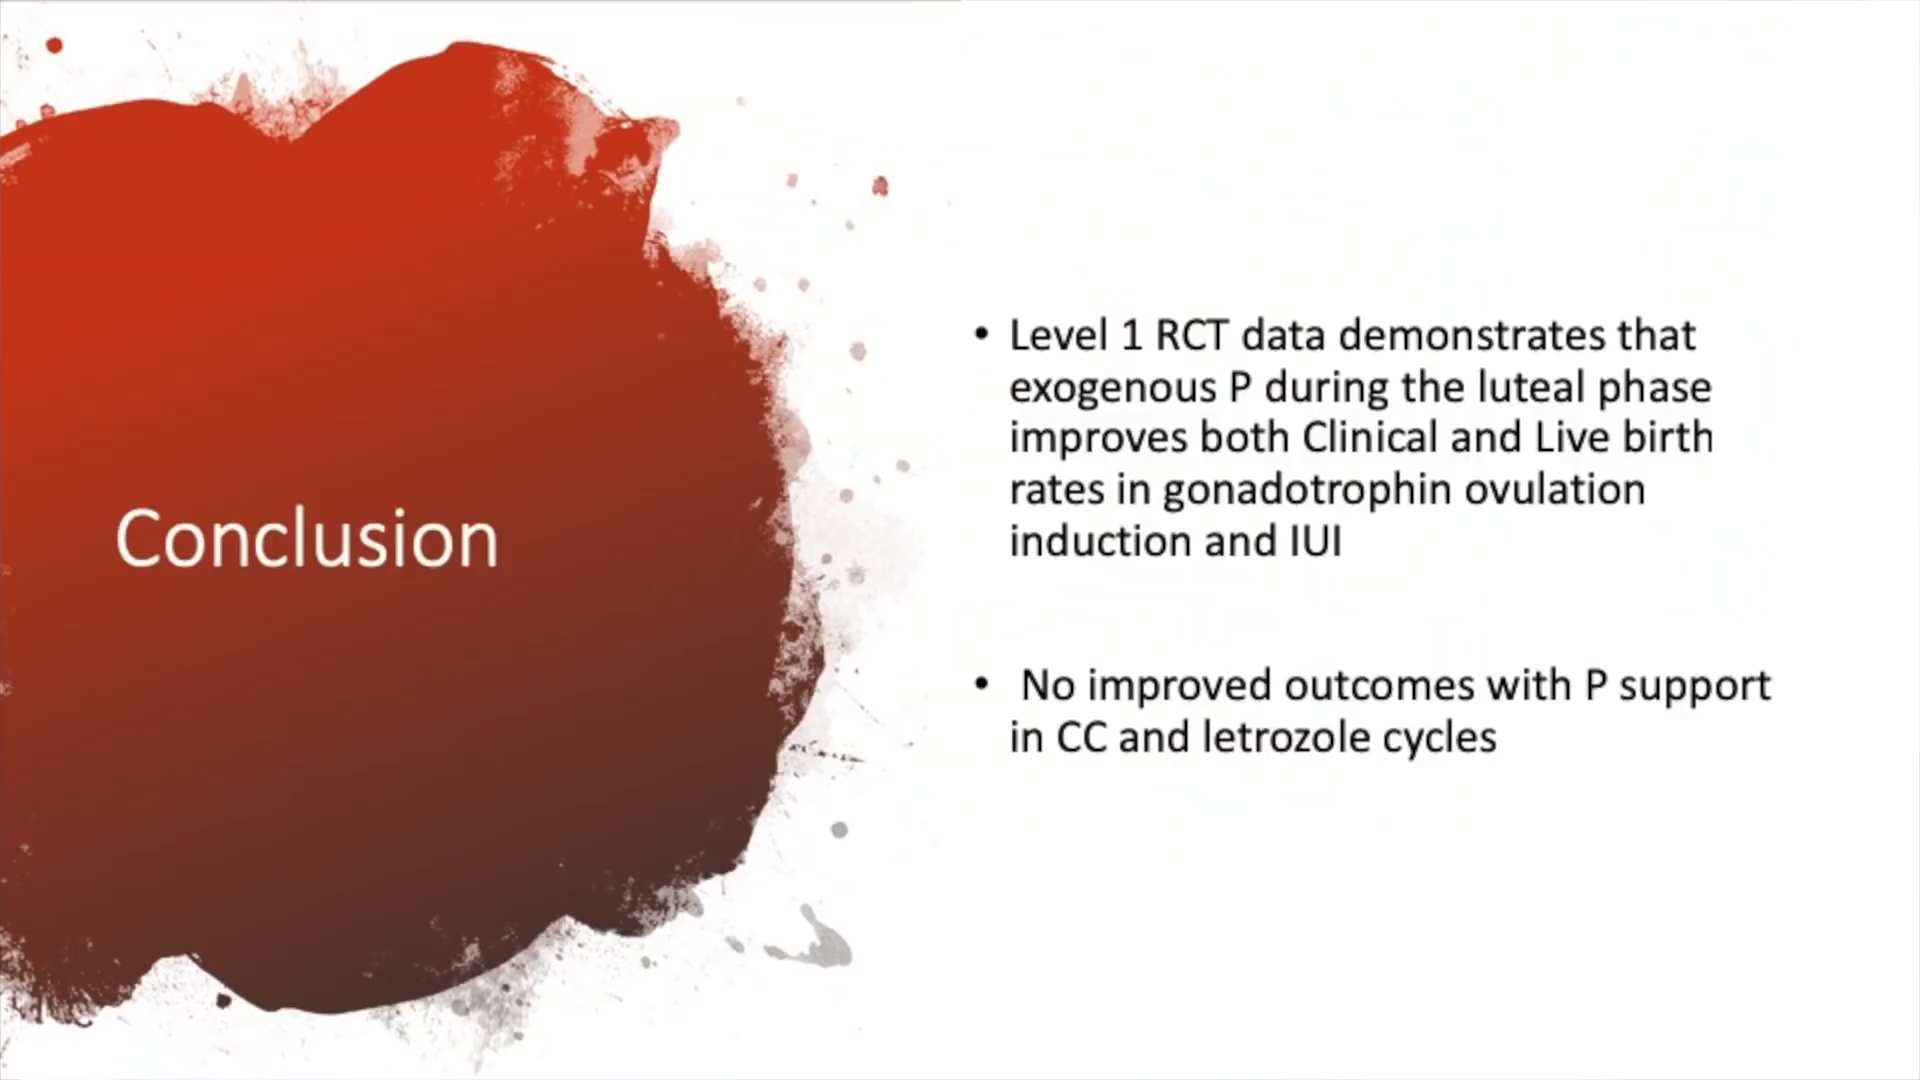 Conclusion
• Level 1 RCT data demonstrates that
exogenous P during the luteal phase
improves both Clinical and Live birth
rates in gonadotrophin ovulation
induction and IUI
• No improved outcomes with P support
in CC and letrozole cycles